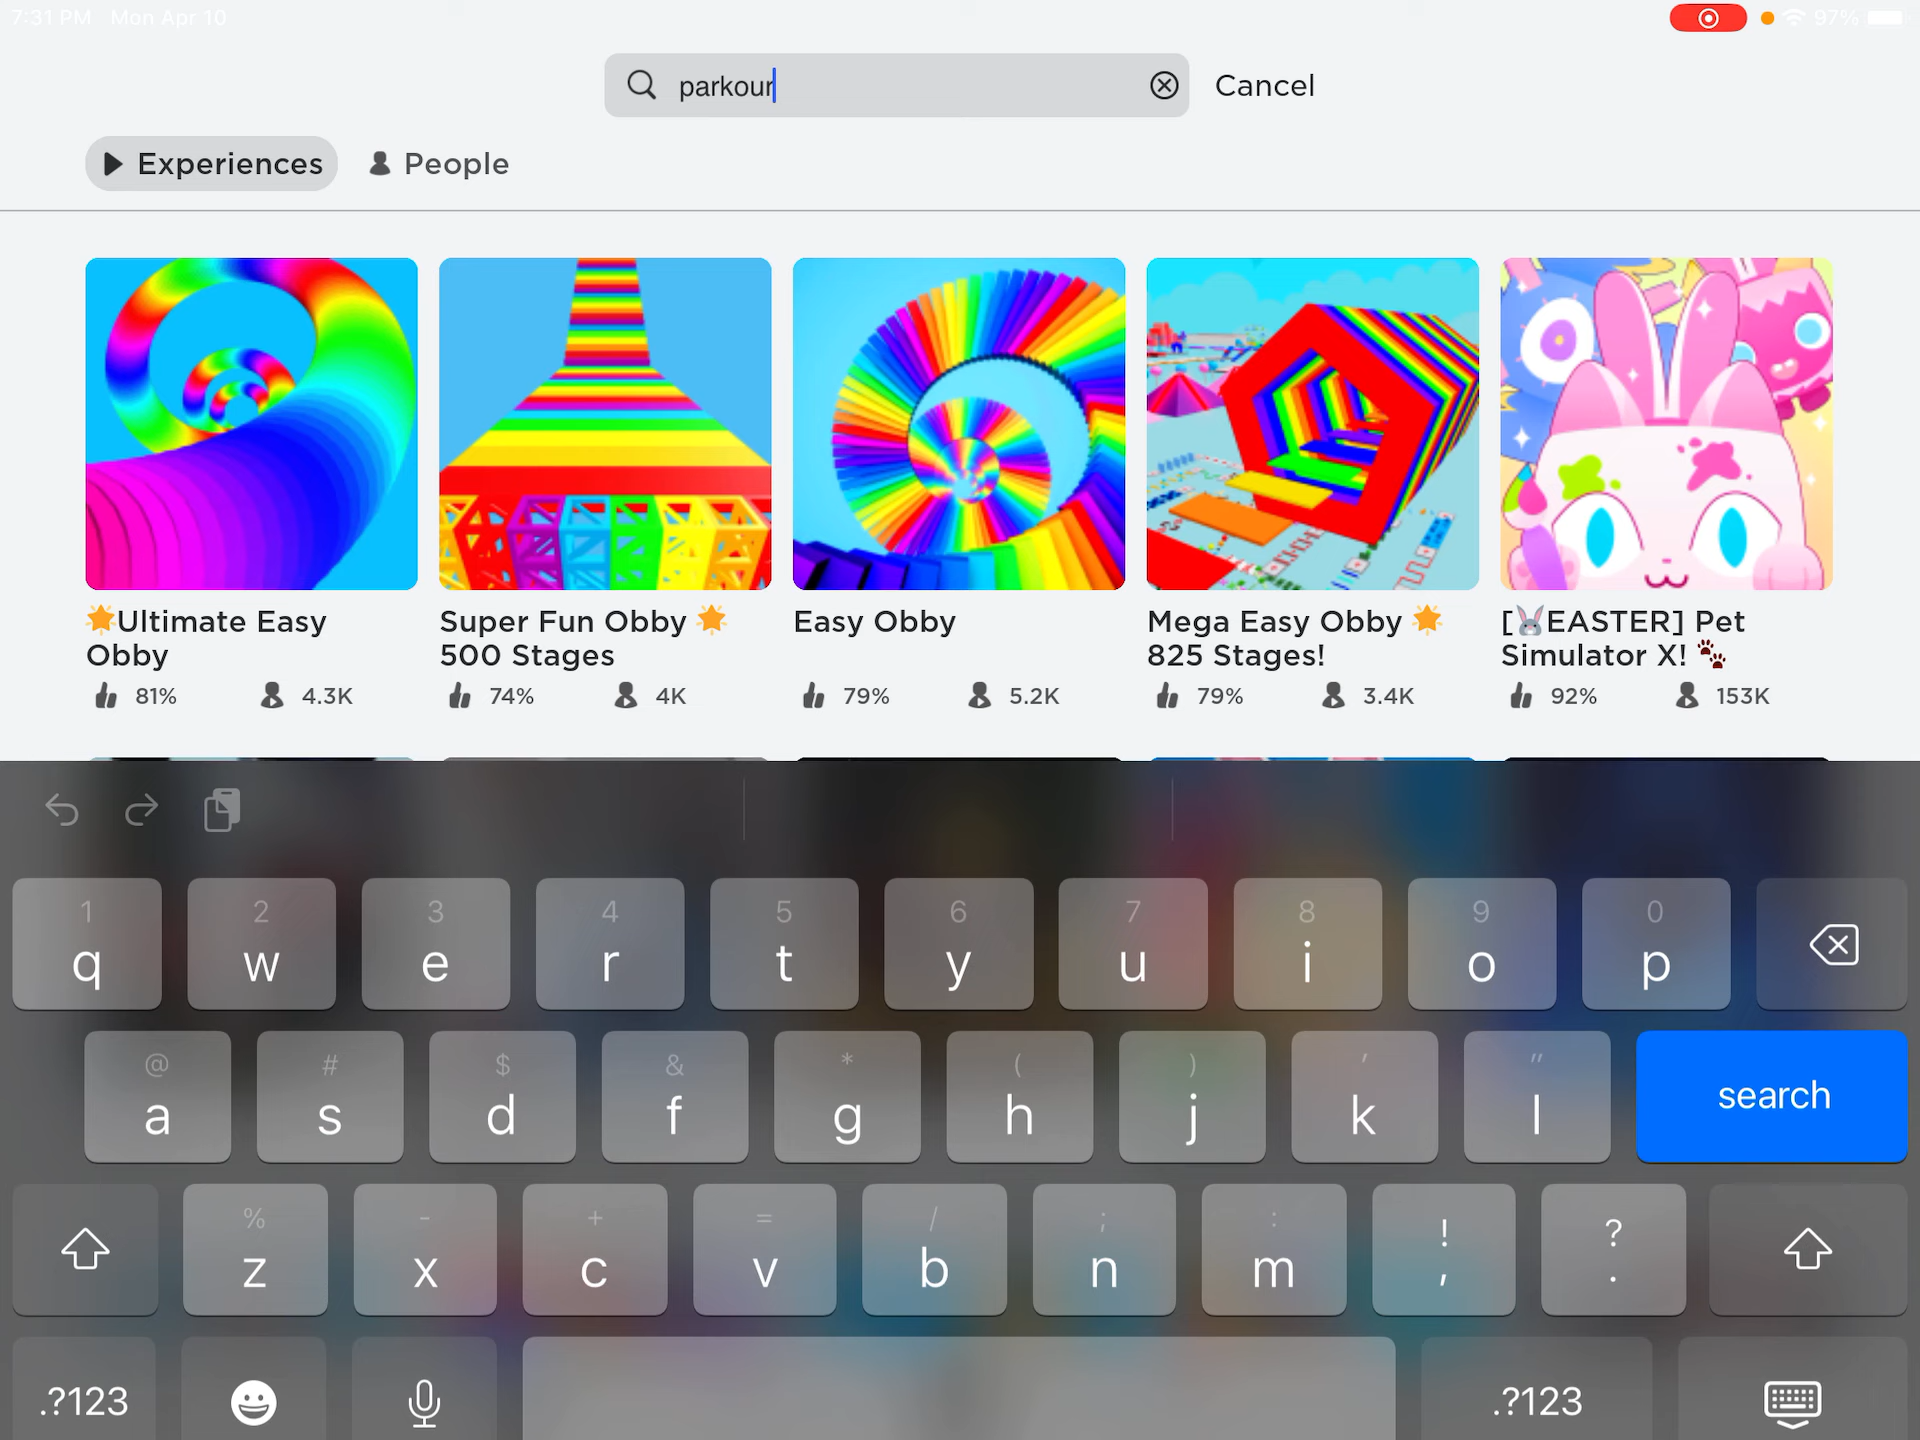 7:31 PM Mon Apr 10
97%
parkour
Cancel
Experiences
People
🌟Ultimate Easy
Obby
81% 4.3K
Super Fun Obby 🌟
500 Stages
74% 4K
Easy Obby
79% 5.2K
Mega Easy Obby 🌟
825 Stages!
79% 3.4K
[🐰EASTER] Pet
Simulator X! 🐾
92% 153K
1 2 3 4 5 6 7 8 9 0
q w e r t y u i o p
@ # $ & * ( ) ' "
a s d f g h j k l
search
% - + = / ; : ! ?
z x c v b n m , .
.?123
.?123